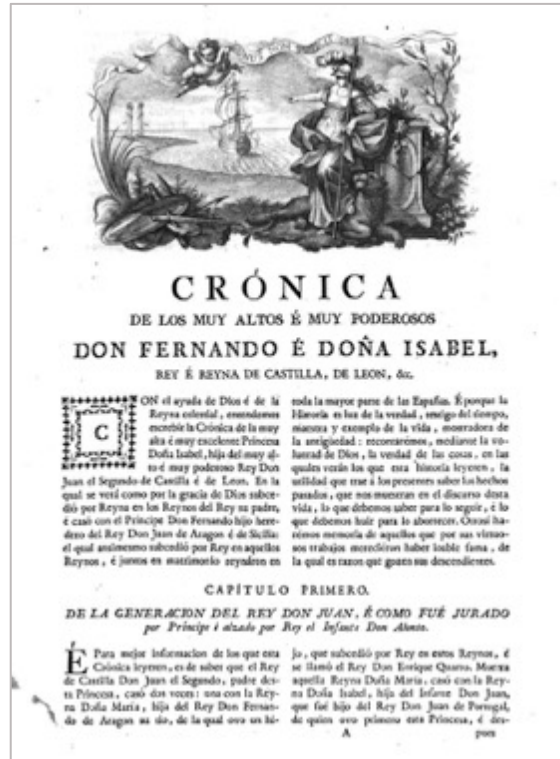 CRÓNICA
DE LOS MUY ALTOS É MUY PODEROSOS
DON FERNANDO É DOÑA ISABEL,
REY É REYNA DE CASTILLA, DE LEON, &c.
CON el ayuda de Dios é de la
Reyna celestial, entendemos
escrebir la Crónica de la muy
alta é muy excelente Princesa
Doña Isabel, hija del muy al-
to é muy poderoso Rey Don
Juan el Segundo de Castilla é de Leon. En la
qual se verá como por la gracia de Dios subce-
dió por Reyna en los Reynos del Rey su padre,
é casó con el Príncipe Don Fernando hijo here-
dero del Rey Don Juan de Aragon é de Sicilia:
el qual ansimesmo subcedió por Rey en aquellos
Reynos, é juntos en matrimonio reynáron en
toda la mayor parte de las Españas. É porque la
Historia es luz de la verdad, testigo del tiempo,
maestra y exemplo de la vida, mostradora de
la antigüedad: recontarémos, mediante la vo-
luntad de Dios, la verdad de las cosas, en las
quales verán los que esta historia leyeren, la
utilidad que trae á los presentes saber los hechos
pasados, que nos muestran en el discurso desta
vida, lo que debemos saber para lo seguir, é lo
que debemos huir para lo aborrecer. Otrosí ha-
rémos memoria de aquellos que por sus virtuo-
sos trabajos merecieron haber loable fama, de
la qual es razon que gozen sus descendientes.
CAPÍTULO PRIMERO.
DE LA GENERACION DEL REY DON JUAN, É COMO FUÉ JURADO
por Príncipe é alzado por Rey el Infante Don Alonso.
É Para mejor informacion de los que esta
Crónica leyeren, es de saber que el Rey
de Castilla Don Juan el Segundo, padre des-
ta Princesa, casó dos veces: una con la Rey-
na Doña María, hija del Rey Don Fernan-
do de Aragon su tio, de la qual ovo un hi-
jo, que subcedió por Rey en estos Reynos, é
se llamó el Rey Don Enrique Quarto. Muerta
aquella Reyna Doña María, casó con la Rey-
na Doña Isabel, hija del Infante Don Juan,
que fué hijo del Rey Don Juan de Portugal,
de quien ovo primero esta Princesa, é des-
A
pues